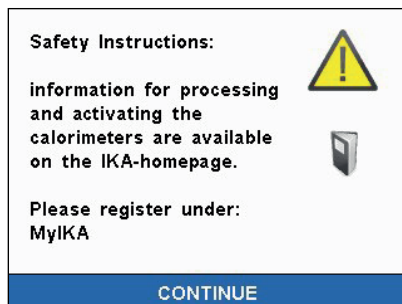 Safety Instructions:
information for processing
and activating the
calorimeters are available
on the IKA-homepage.
Please register under:
MyIKA
CONTINUE